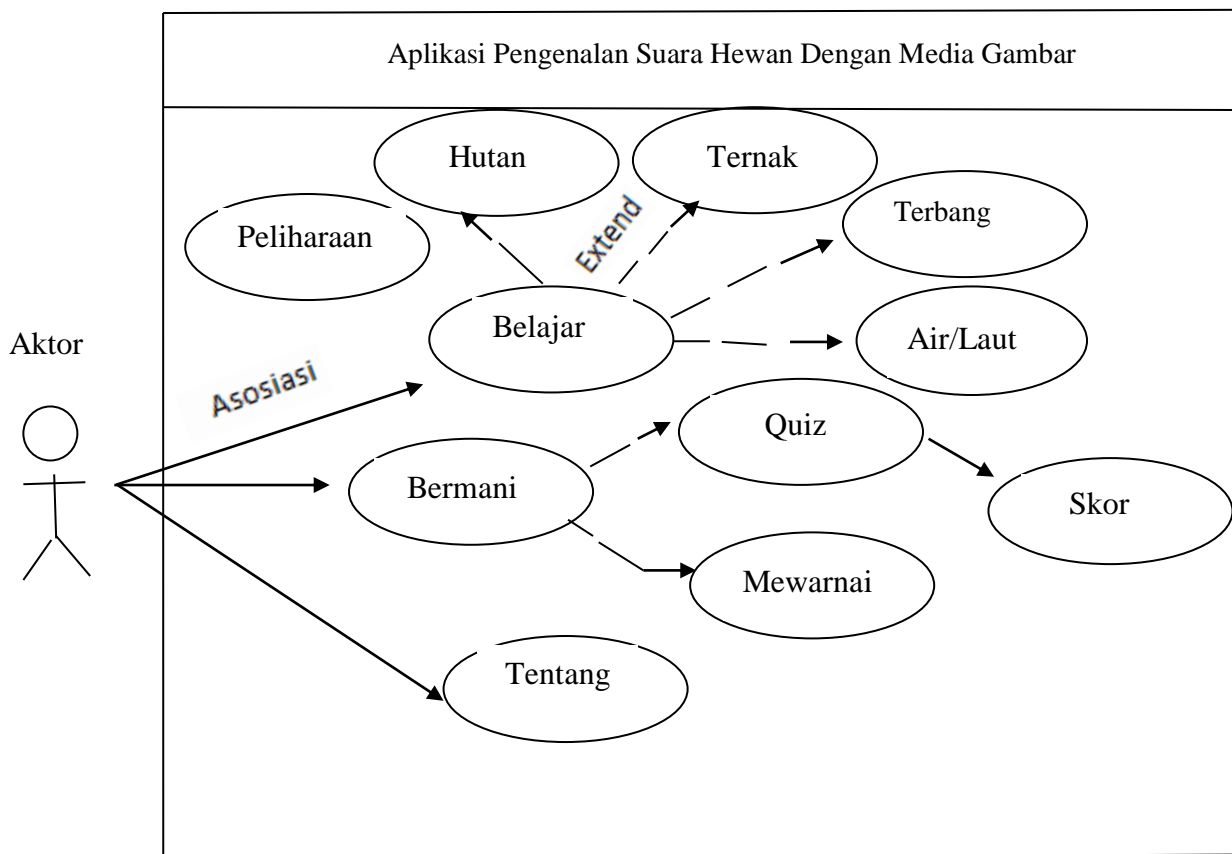 Aplikasi Pengenalan Suara Hewan Dengan Media Gambar
Hutan
Ternak
Terbang
Peliharaan
Extend
Belajar
Air/Laut
Aktor
Asosiasi
Quiz
Bermani
Skor
Mewarnai
Tentang